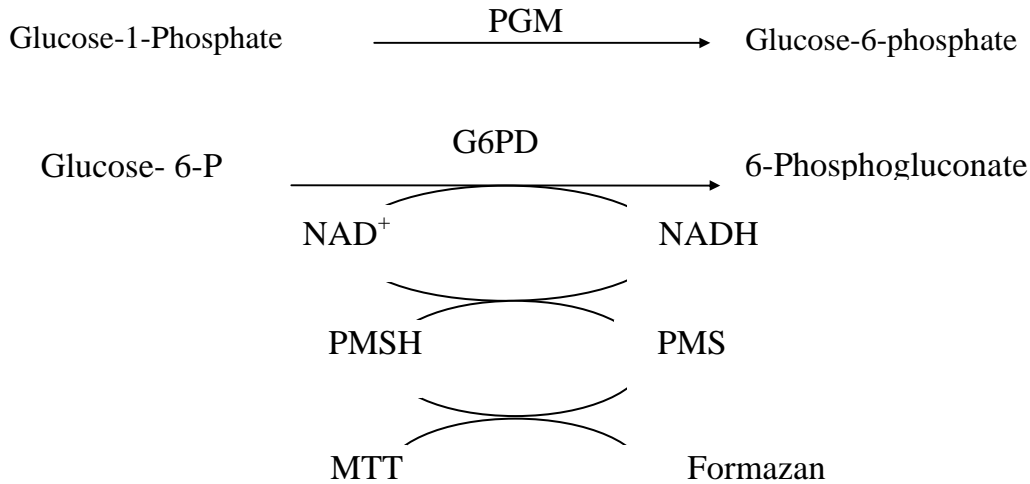 PGM
Glucose-1-Phosphate Glucose-6-phosphate
G6PD
Glucose- 6-P 6-Phosphogluconate
NAD+ NADH
PMSH PMS
MTT Formazan